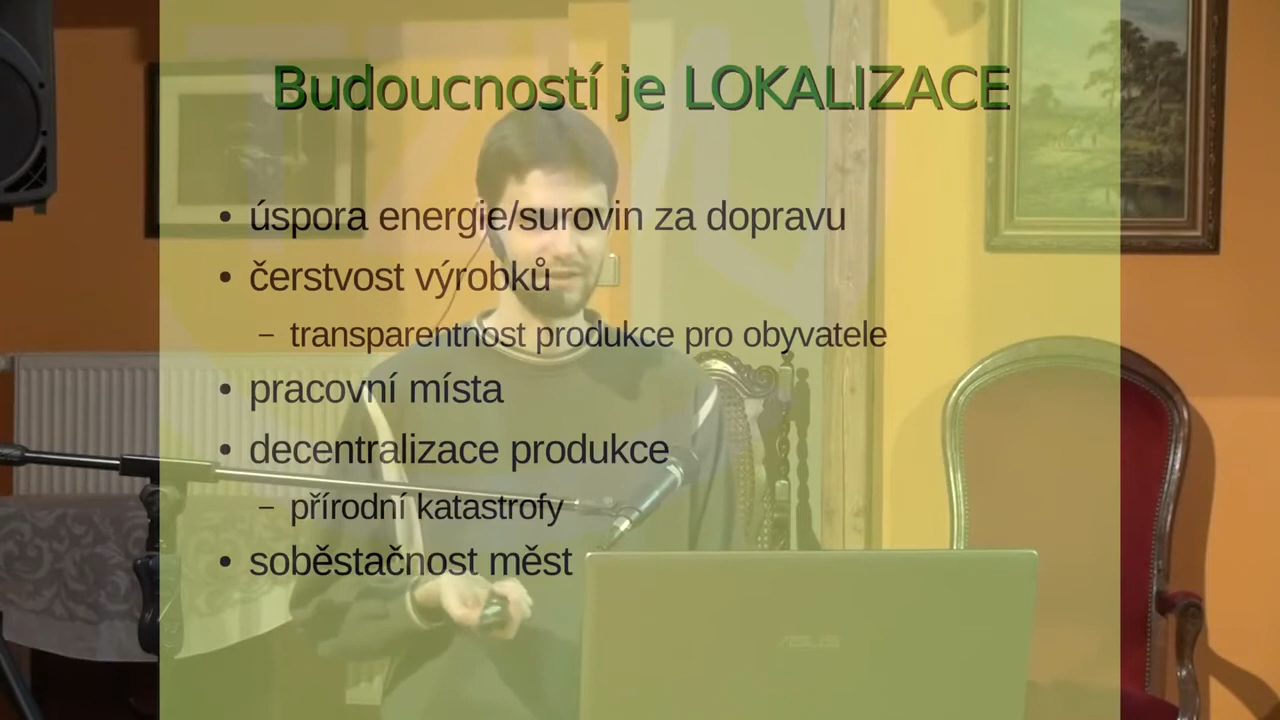 Budoucností je LOKALIZACE
• úspora energie/surovin za dopravu
• čerstvost výrobků
– transparentnost produkce pro obyvatele
• pracovní místa
• decentralizace produkce
– přírodní katastrofy
• soběstačnost měst
ASUS